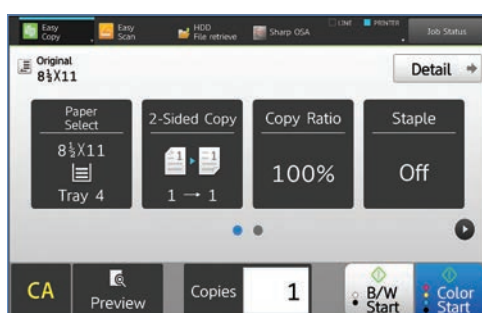 Easy
Copy
Easy
Scan
HDD
File retrieve
Sharp OSA
LINE
PRINTER
Job Status
Original
8½X11
Detail
Paper
Select
8½X11
Tray 4
2-Sided Copy
1
1
1 → 1
Copy Ratio
100%
Staple
Off
CA
Preview
Copies
1
B/W
Start
Color
Start